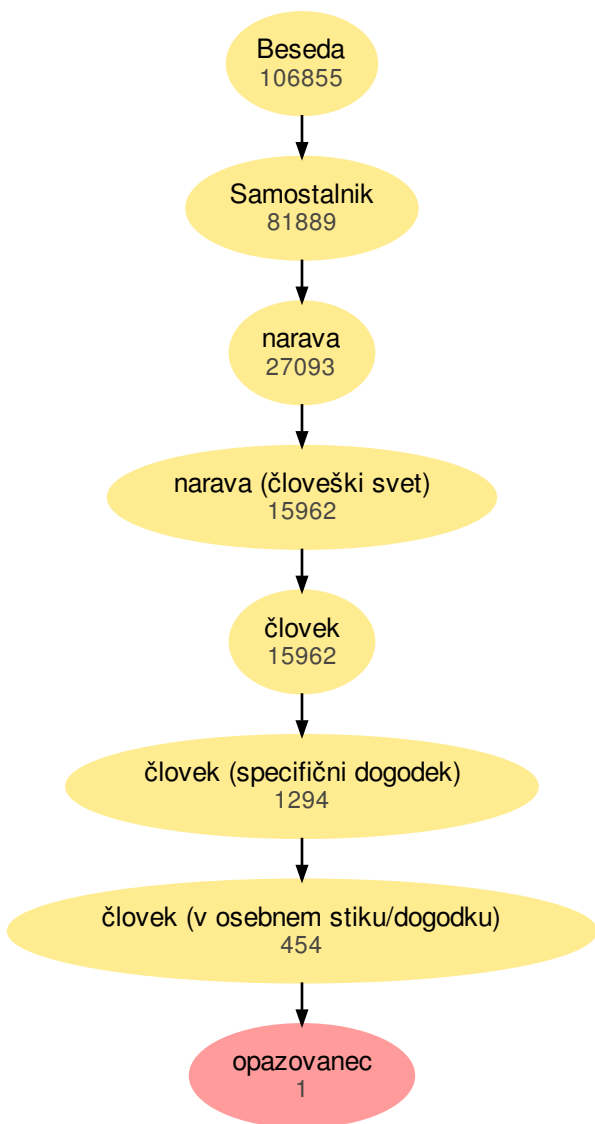 Beseda
106855
Samostalnik
81889
narava
27093
narava (človeški svet)
15962
človek
15962
človek (specifični dogodek)
1294
človek (v osebnem stiku/dogodku)
454
opazovanec
1